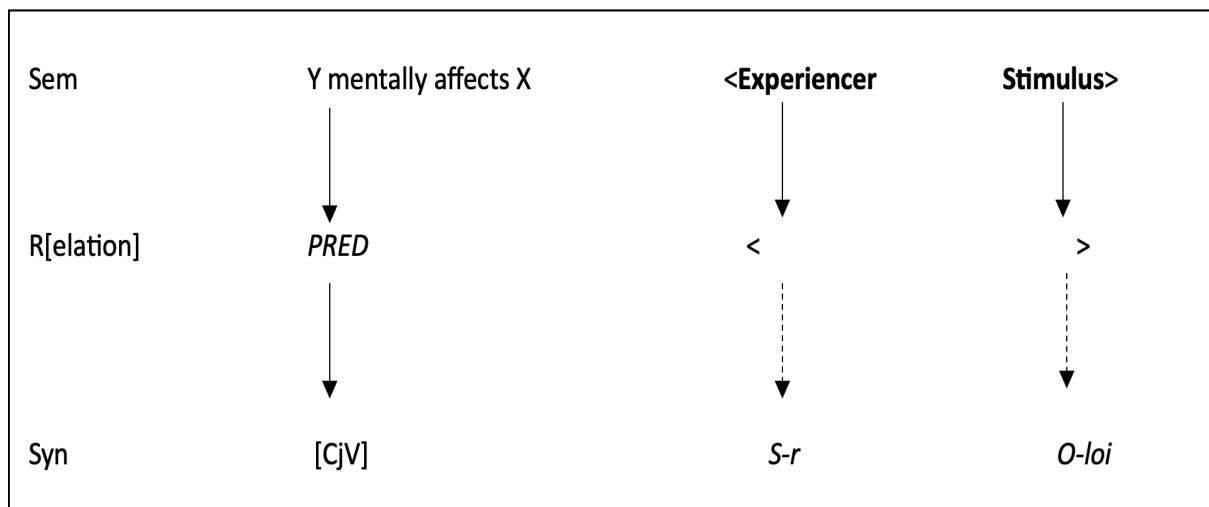 Sem Y mentally affects X <Experiencer Stimulus>
R[elation] PRED < >
Syn [CjV] S-r O-loi